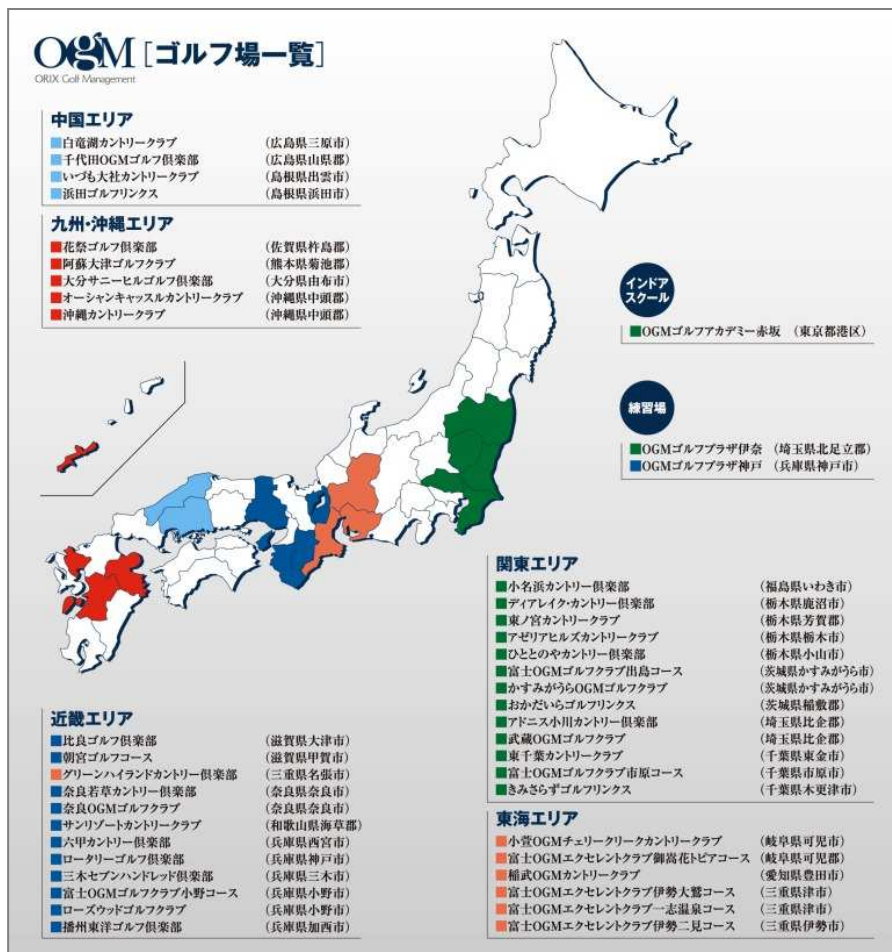 OGM [ゴルフ場一覧]
ORIX Golf Management
中国エリア
白竜湖カントリークラブ (広島県三原市)
千代田OGMゴルフ倶楽部 (広島県山県郡)
いづも大社カントリークラブ (島根県出雲市)
浜田ゴルフリンクス (島根県浜田市)
九州・沖縄エリア
花祭ゴルフ倶楽部 (佐賀県杵島郡)
阿蘇大津ゴルフクラブ (熊本県菊池郡)
大分サニーヒルゴルフ倶楽部 (大分県由布市)
オーシャンキャッスルカントリークラブ (沖縄県中頭郡)
沖縄カントリークラブ (沖縄県中頭郡)
インドア
スクール
OGMゴルフアカデミー赤坂 (東京都港区)
練習場
OGMゴルフプラザ伊奈 (埼玉県北足立郡)
OGMゴルフプラザ神戸 (兵庫県神戸市)
関東エリア
小名浜カントリー倶楽部 (福島県いわき市)
ディアレイク・カントリー倶楽部 (栃木県鹿沼市)
東ノ宮カントリークラブ (栃木県芳賀郡)
アゼリアヒルズカントリークラブ (栃木県栃木市)
ひととのやカントリー倶楽部 (栃木県小山市)
富士OGMゴルフクラブ出島コース (茨城県かすみがうら市)
かすみがうらOGMゴルフクラブ (茨城県かすみがうら市)
おかだいらゴルフリンクス (茨城県稲敷郡)
アドニス小川カントリー倶楽部 (埼玉県比企郡)
武蔵OGMゴルフクラブ (埼玉県比企郡)
東千葉カントリークラブ (千葉県東金市)
富士OGMゴルフクラブ市原コース (千葉県市原市)
きみさらずゴルフリンクス (千葉県木更津市)
近畿エリア
比良ゴルフ倶楽部 (滋賀県大津市)
朝宮ゴルフコース (滋賀県甲賀市)
グリーンハイランドカントリー倶楽部 (三重県名張市)
奈良若草カントリー倶楽部 (奈良県奈良市)
奈良OGMゴルフクラブ (奈良県奈良市)
サンリゾートカントリークラブ (和歌山県海草郡)
六甲カントリー倶楽部 (兵庫県西宮市)
ロータリーゴルフ倶楽部 (兵庫県神戸市)
三木セブンハンドレッド倶楽部 (兵庫県三木市)
富士OGMゴルフクラブ小野コース (兵庫県小野市)
ローズウッドゴルフクラブ (兵庫県小野市)
播州東洋ゴルフ倶楽部 (兵庫県加西市)
東海エリア
小萱OGMチェリークリークカントリークラブ (岐阜県可児市)
富士OGMエクセレントクラブ御嵩花トピアコース (岐阜県可児郡)
稲武OGMカントリークラブ (愛知県豊田市)
富士OGMエクセレントクラブ伊勢大鷲コース (三重県津市)
富士OGMエクセレントクラブ一志温泉コース (三重県津市)
富士OGMエクセレントクラブ伊勢二見コース (三重県伊勢市)